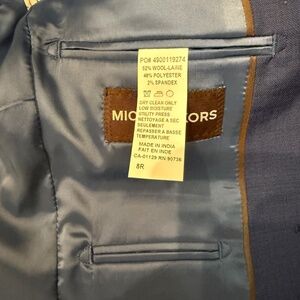 PO# 4900119274
52% WOOL-LAINE
46% POLYESTER
2% SPANDEX
DRY CLEAN ONLY
LOW MOISTURE
UTILITY PRESS
NETTOYAGE A SEC
SEULEMENT
REPASSER A BASSE
TEMPERATURE
MADE IN INDIA
FAIT EN INDE
CA-01129 RN 90736
8R
MIC ORS